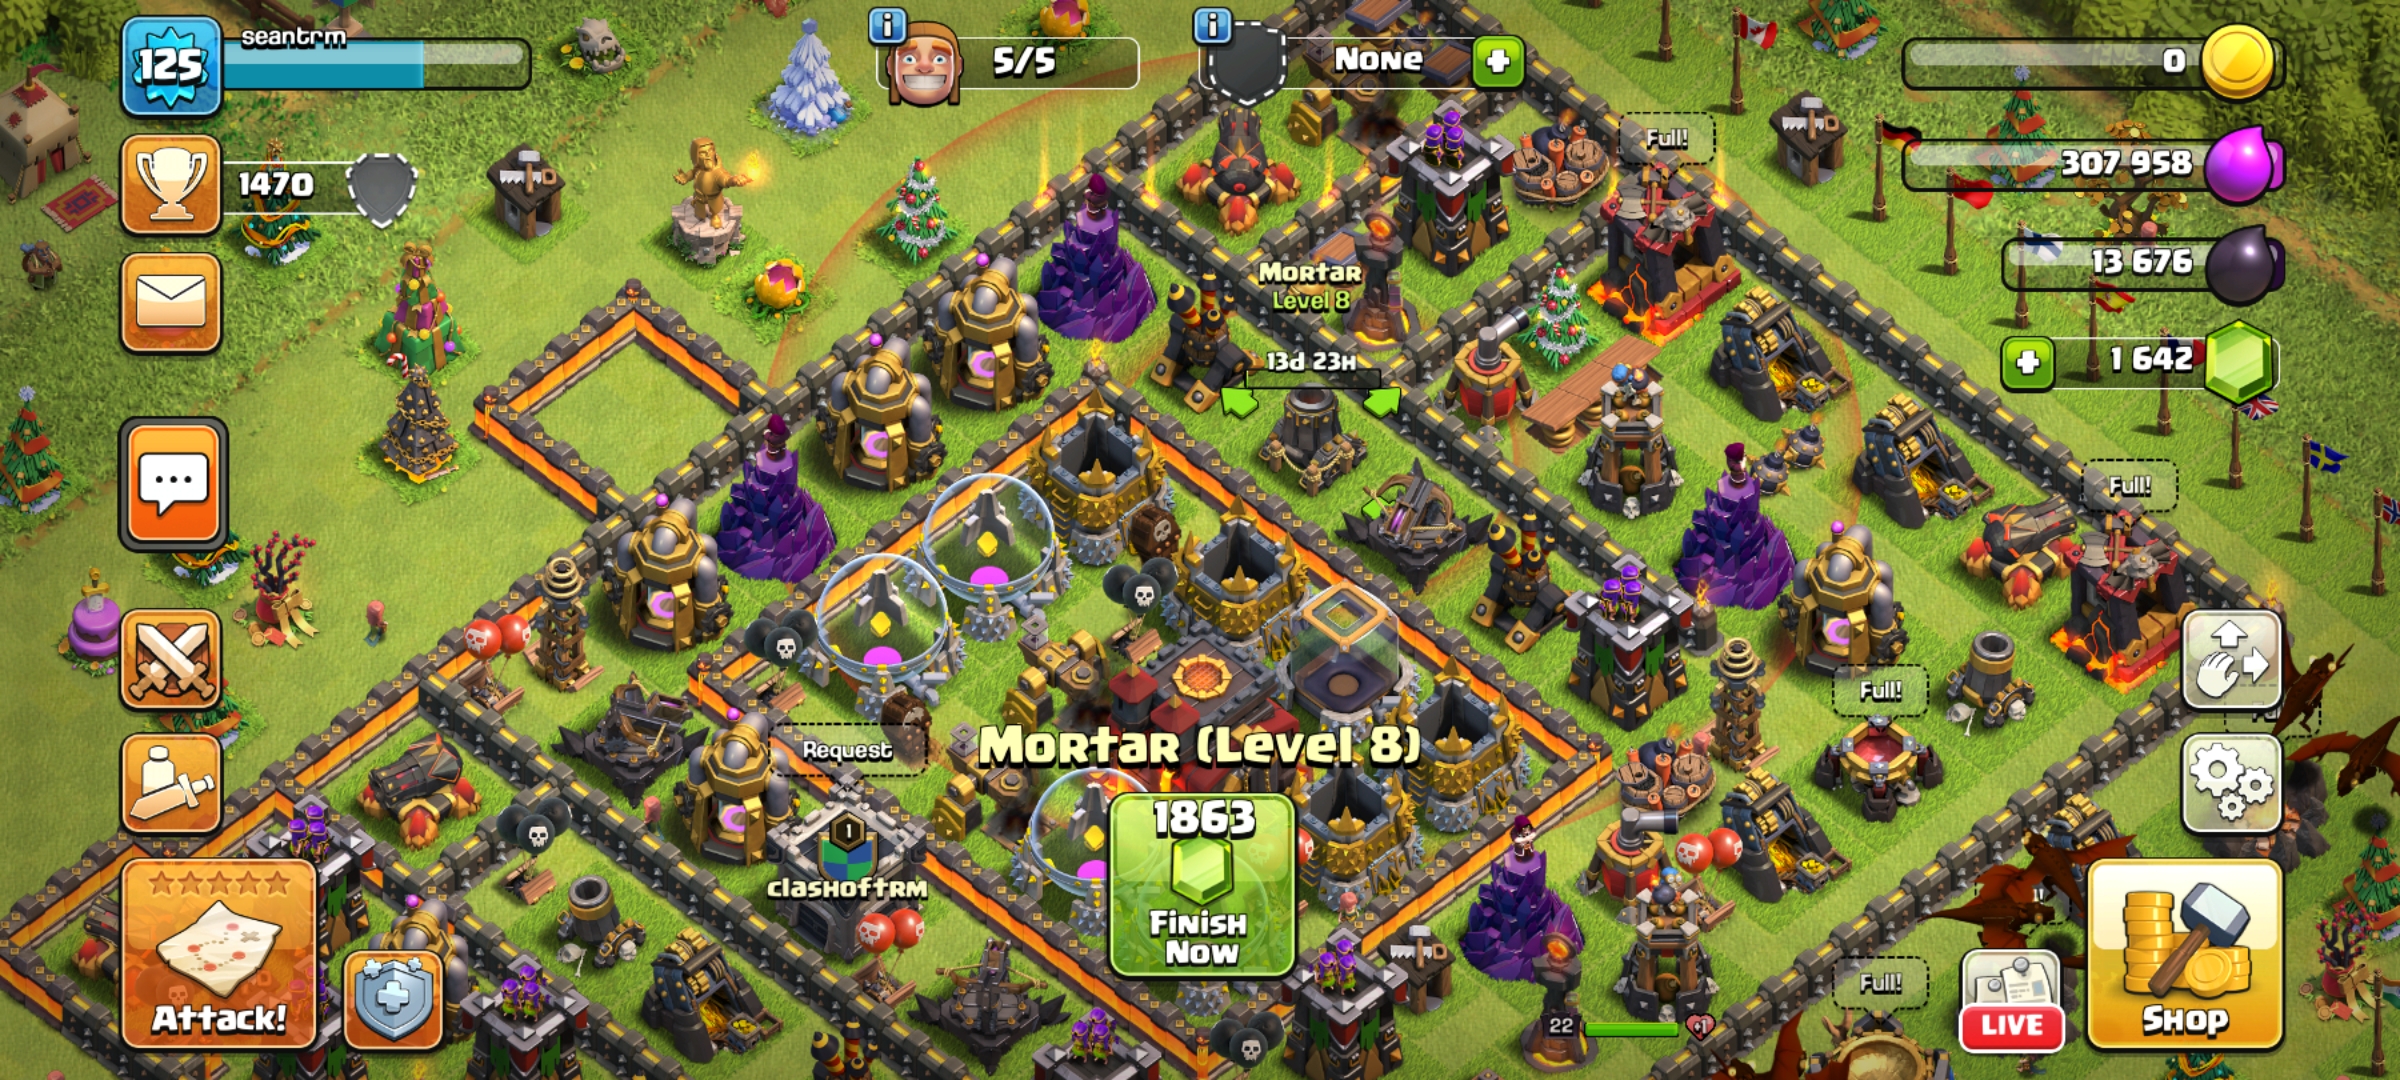 125
seantrm
5/5
None
0
1470
Full!
307 958
Mortar
Level 8
13 676
13d 23H
1 642
Full!
Full!
Request
Mortar (Level 8)
1863
1
clashoftrm
Finish
Now
Full!
Attack!
22
+1
LIVE
Shop